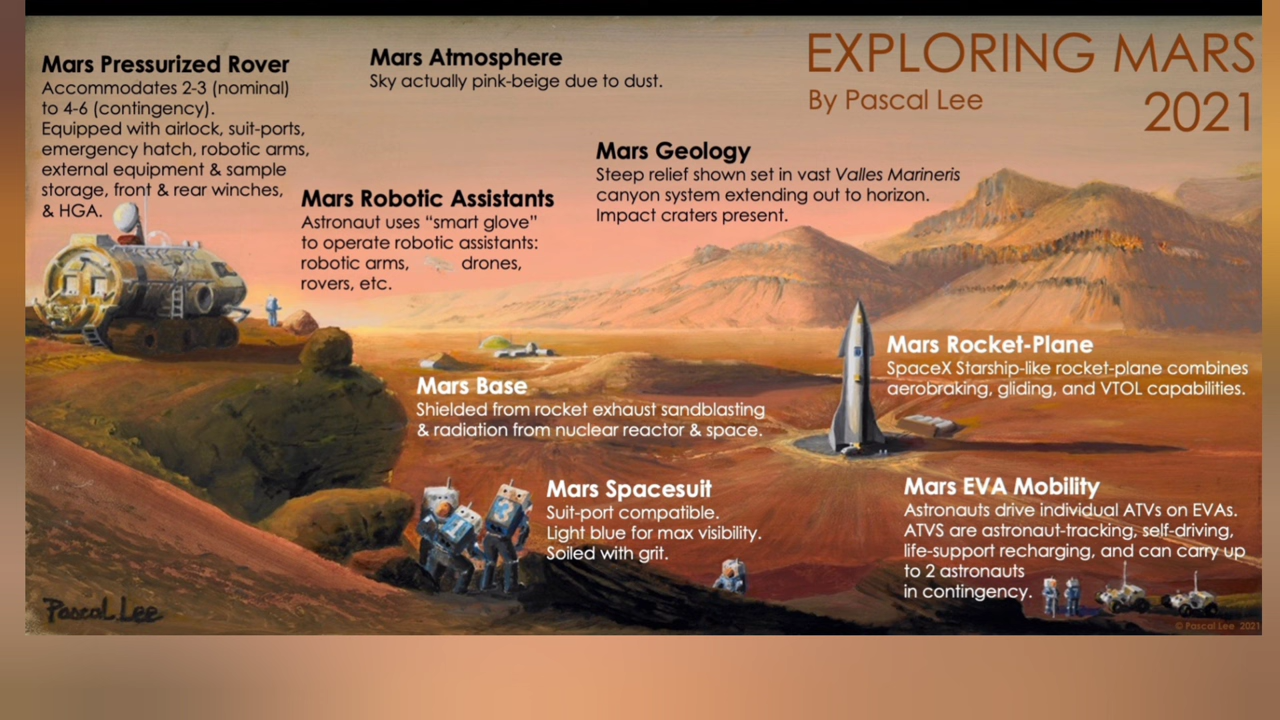 EXPLORING MARS
2021
By Pascal Lee
Mars Pressurized Rover
Accommodates 2-3 (nominal)
to 4-6 (contingency).
Equipped with airlock, suit-ports,
emergency hatch, robotic arms,
external equipment & sample
storage, front & rear winches,
& HGA.
Mars Atmosphere
Sky actually pink-beige due to dust.
Mars Geology
Steep relief shown set in vast Valles Marineris
canyon system extending out to horizon.
Impact craters present.
Mars Robotic Assistants
Astronaut uses “smart glove”
to operate robotic assistants:
robotic arms, drones,
rovers, etc.
Mars Rocket-Plane
SpaceX Starship-like rocket-plane combines
aerobraking, gliding, and VTOL capabilities.
Mars Base
Shielded from rocket exhaust sandblasting
& radiation from nuclear reactor & space.
Mars Spacesuit
Suit-port compatible.
Light blue for max visibility.
Soiled with grit.
Mars EVA Mobility
Astronauts drive individual ATVs on EVAs.
ATVS are astronaut-tracking, self-driving,
life-support recharging, and can carry up
to 2 astronauts
in contingency.
1
3
Pascal Lee
© Pascal Lee 2021